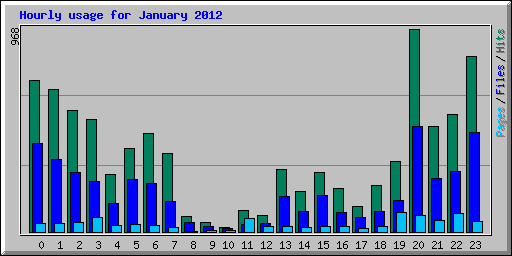 Hourly usage for January 2012
968
Pages/Files/Hits
0 1 2 3 4 5 6 7 8 9 10 11 12 13 14 15 16 17 18 19 20 21 22 23